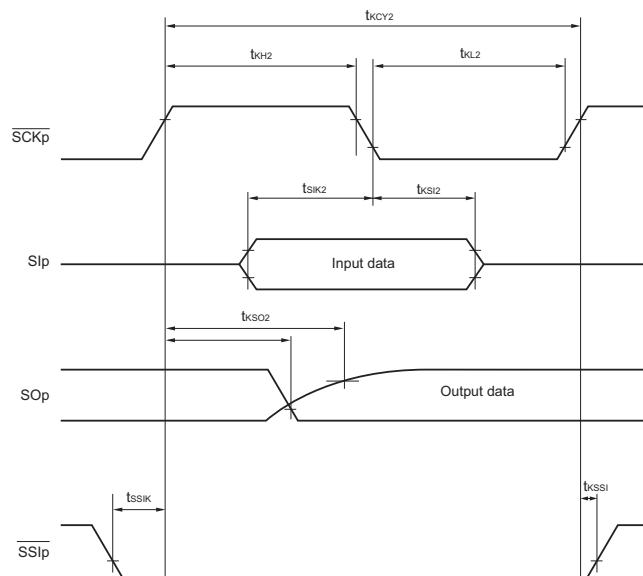 tKCY2
tKH2
tKL2
SCKp
tSIK2
tKSI2
SIp
Input data
tKSO2
SOp
Output data
tSSIK
tKSSI
SSIp